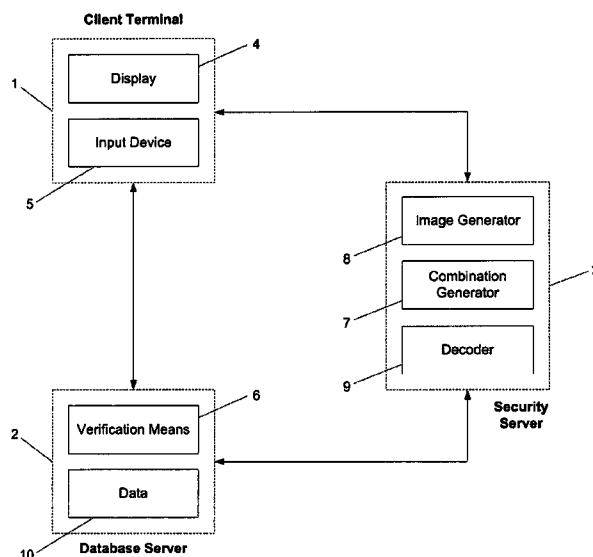 Client Terminal
4
1
Display
Input Device
5
Image Generator
8
Combination
Generator
7
Decoder
9
Security
Server
6
2
Verification Means
Data
10
Database Server